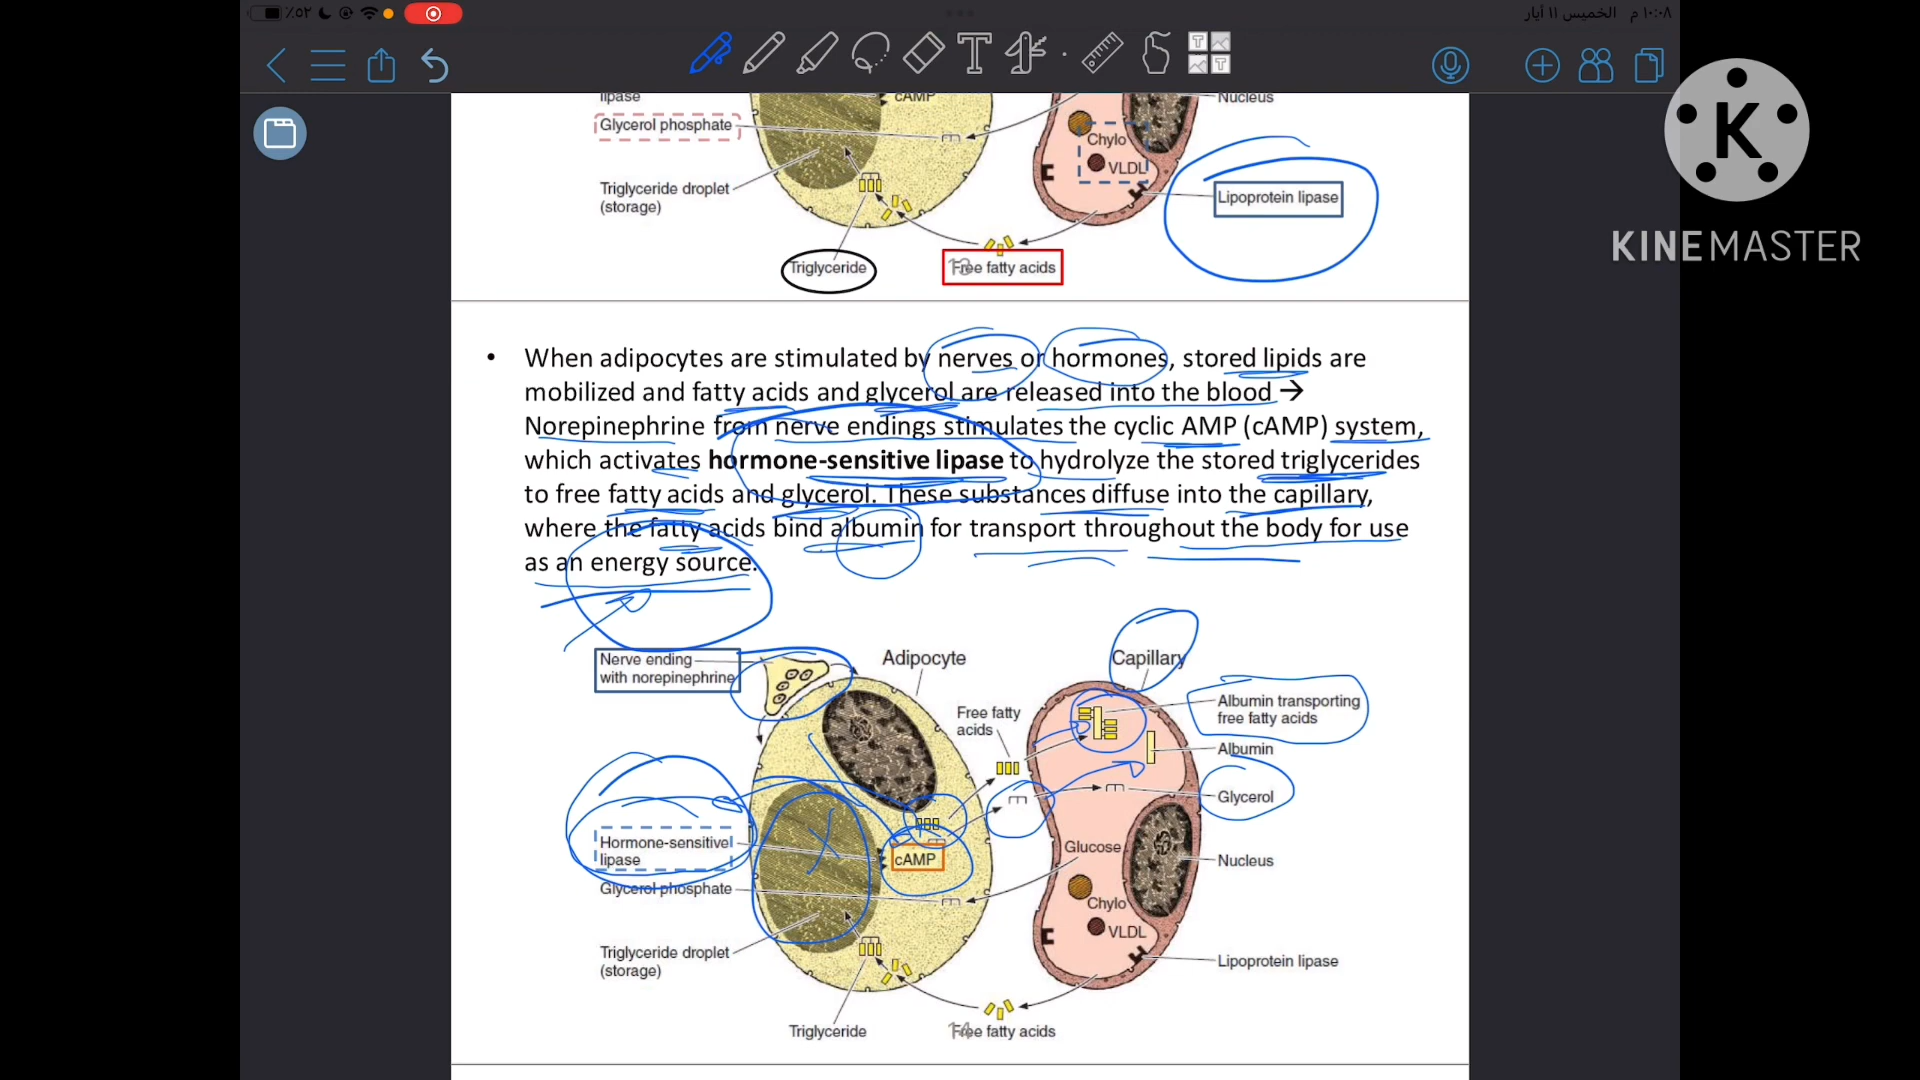 ٪٥٢
١٠:٠٨ م الخميس ١١ أيار
K
KINEMASTER
lipase
cAMP
Nucleus
Glycerol phosphate
Chylo
VLDL
Triglyceride droplet
(storage)
Lipoprotein lipase
Triglyceride
Free fatty acids
13
• When adipocytes are stimulated by nerves or hormones, stored lipids are
mobilized and fatty acids and glycerol are released into the blood →
Norepinephrine from nerve endings stimulates the cyclic AMP (cAMP) system,
which activates hormone-sensitive lipase to hydrolyze the stored triglycerides
to free fatty acids and glycerol. These substances diffuse into the capillary,
where the fatty acids bind albumin for transport throughout the body for use
as an energy source.
Nerve ending
with norepinephrine
Adipocyte
Capillary
Free fatty
acids
Albumin transporting
free fatty acids
Albumin
Glycerol
Hormone-sensitive
lipase
cAMP
Glucose
Nucleus
Glycerol phosphate
Chylo
VLDL
Triglyceride droplet
(storage)
Lipoprotein lipase
Triglyceride
Free fatty acids
14